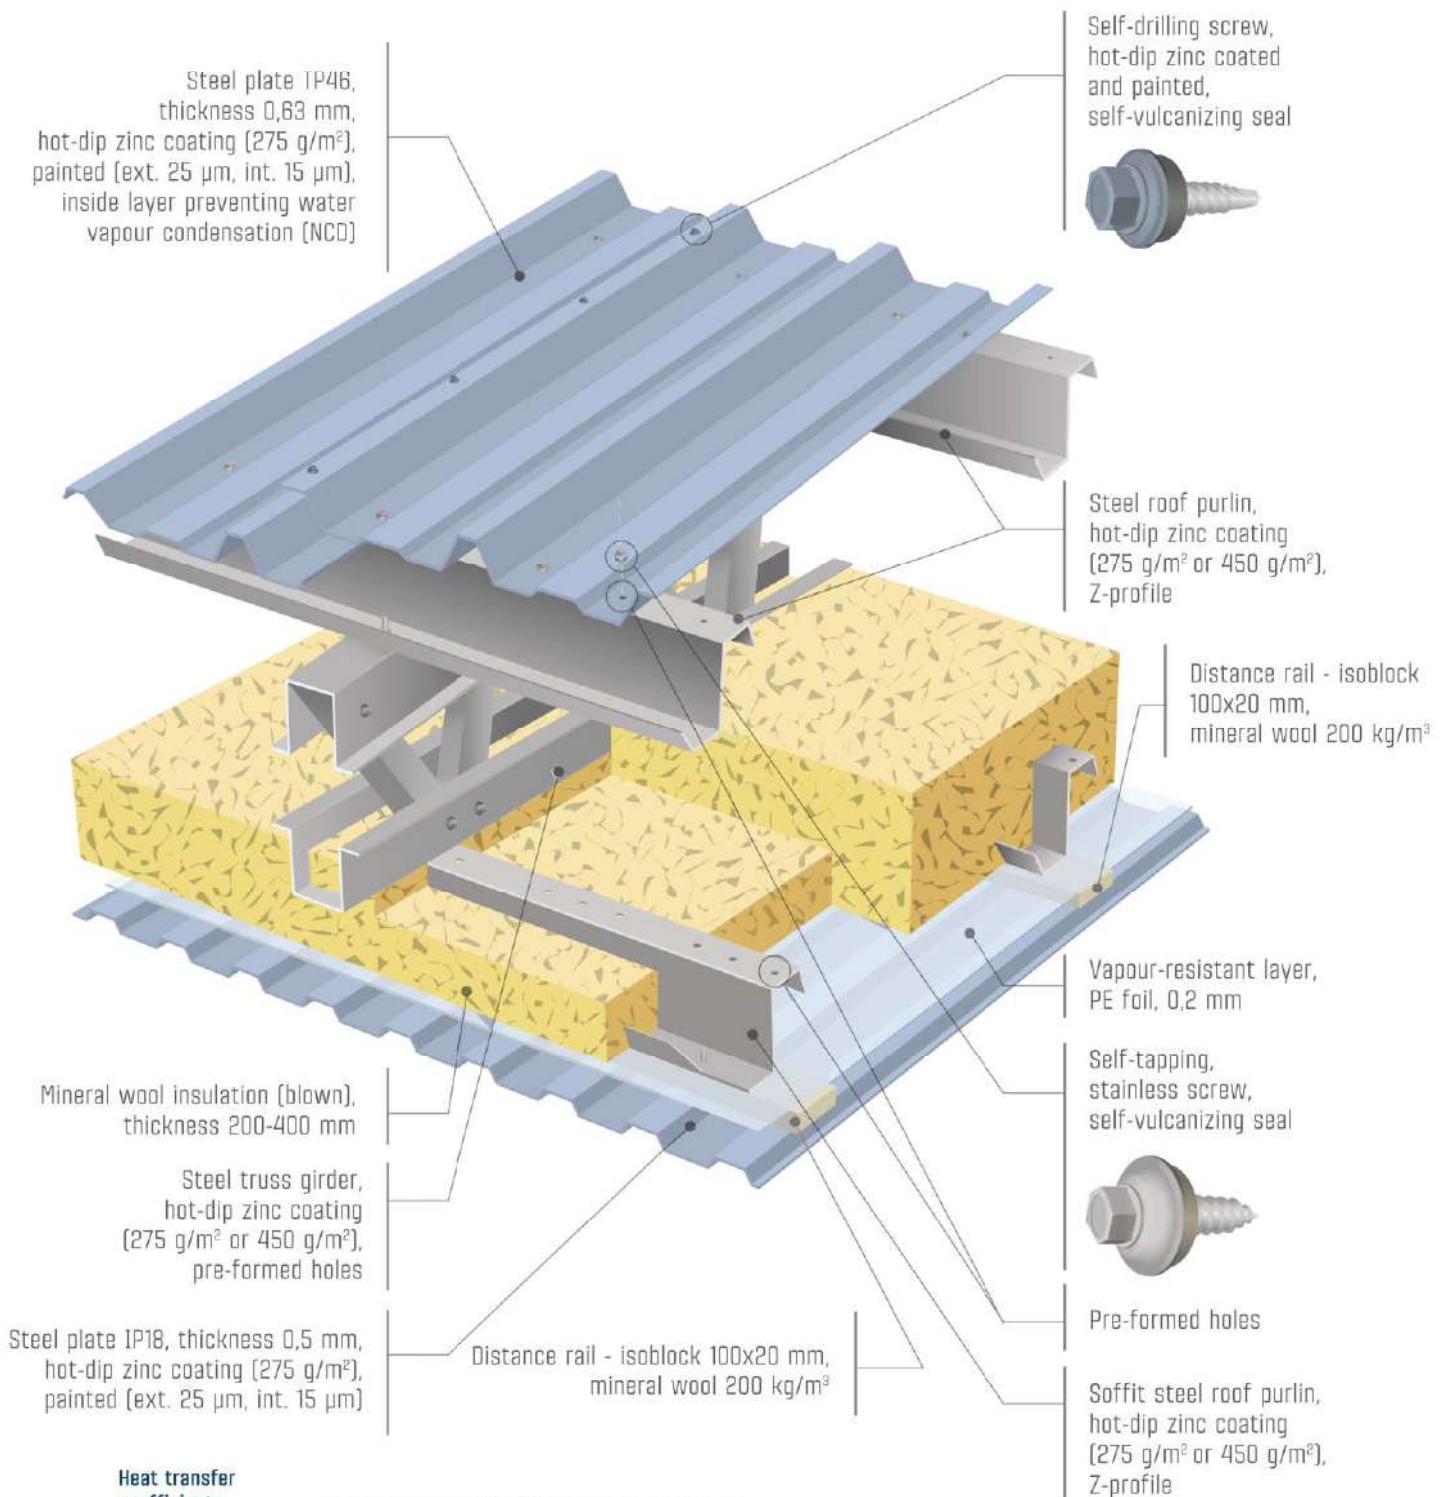 Self-drilling screw,
hot-dip zinc coated
and painted,
self-vulcanizing seal
Steel plate TP46,
thickness 0,63 mm,
hot-dip zinc coating (275 g/m²),
painted (ext. 25 µm, int. 15 µm),
inside layer preventing water
vapour condensation (NCD)
Steel roof purlin,
hot-dip zinc coating
(275 g/m² or 450 g/m²),
Z-profile
Distance rail - isoblock
100x20 mm,
mineral wool 200 kg/m³
Vapour-resistant layer,
PE foil, 0,2 mm
Self-tapping,
stainless screw,
self-vulcanizing seal
Mineral wool insulation (blown),
thickness 200-400 mm
Steel truss girder,
hot-dip zinc coating
(275 g/m² or 450 g/m²),
pre-formed holes
Pre-formed holes
Steel plate IP18, thickness 0,5 mm,
hot-dip zinc coating (275 g/m²),
painted (ext. 25 µm, int. 15 µm)
Distance rail - isoblock 100x20 mm,
mineral wool 200 kg/m³
Soffit steel roof purlin,
hot-dip zinc coating
(275 g/m² or 450 g/m²),
Z-profile
Heat transfer